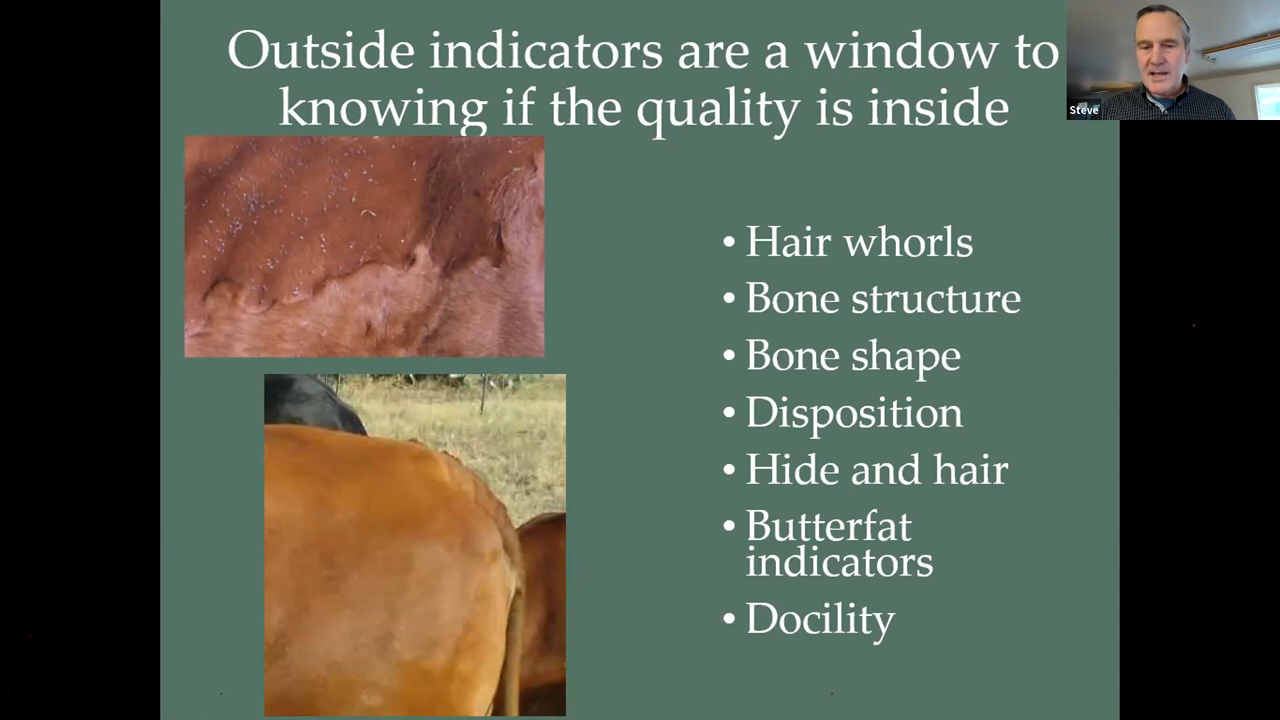 Outside indicators are a window to
knowing if the quality is inside
Steve
• Hair whorls
• Bone structure
• Bone shape
• Disposition
• Hide and hair
• Butterfat
indicators
• Docility